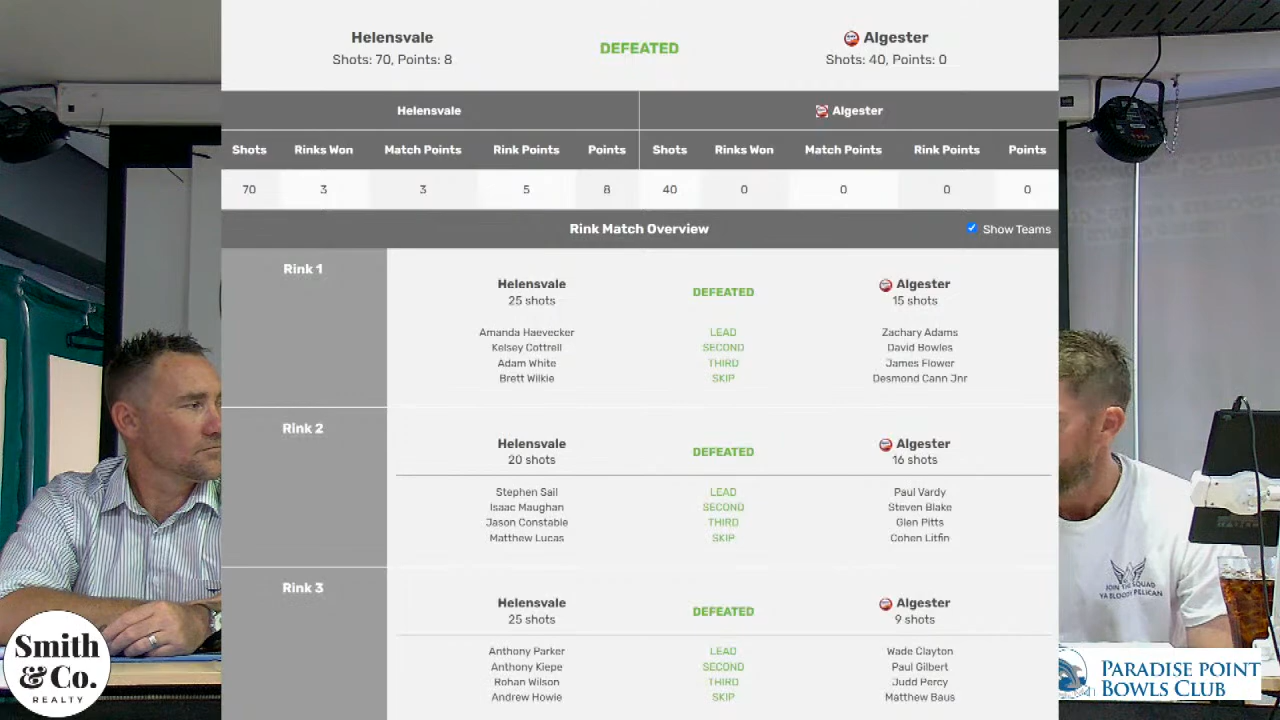 Helensvale
Shots: 70, Points: 8
DEFEATED
Algester
Shots: 40, Points: 0
Helensvale
Algester
Shots Rinks Won Match Points Rink Points Points Shots Rinks Won Match Points Rink Points Points
70 3 3 5 8 40 0 0 0 0
Rink Match Overview
Show Teams
Rink 1
Helensvale
25 shots
DEFEATED
Algester
15 shots
Amanda Haevecker LEAD Zachary Adams
Kelsey Cottrell SECOND David Bowles
Adam White THIRD James Flower
Brett Wilkie SKIP Desmond Cann Jnr
Rink 2
Helensvale
20 shots
DEFEATED
Algester
16 shots
Stephen Sail LEAD Paul Vardy
Isaac Maughan SECOND Steven Blake
Jason Constable THIRD Glen Pitts
Matthew Lucas SKIP Cohen Litfin
Rink 3
Helensvale
25 shots
DEFEATED
Algester
9 shots
Anthony Parker LEAD Wade Clayton
Anthony Kiepe SECOND Paul Gilbert
Rohan Wilson THIRD Judd Percy
Andrew Howie SKIP Matthew Baus
JOIN THE SQUAD
YA BLOODY PELICAN
Smith
& Co.
REALTY
PARADISE POINT
BOWLS CLUB